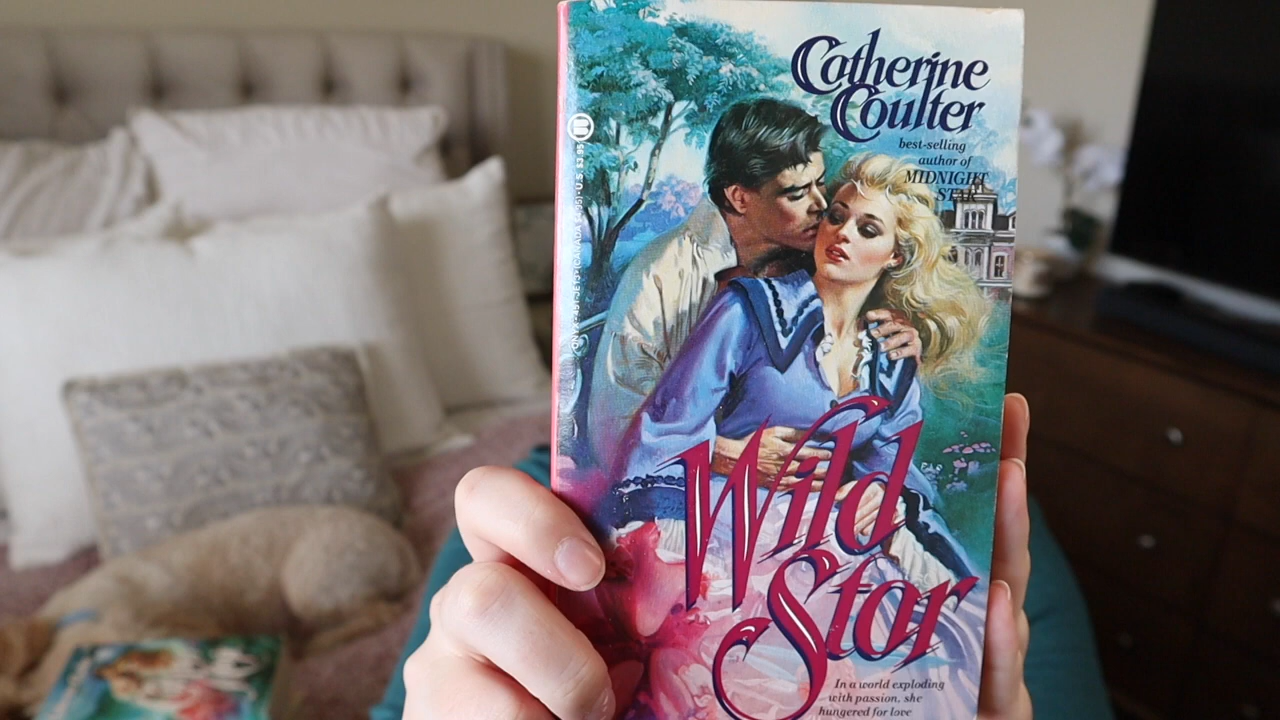 Catherine
Coulter
best-selling
author of
MIDNIGHT
STAR
Wild
Star
In a world exploding
with passion, she
hungered for love